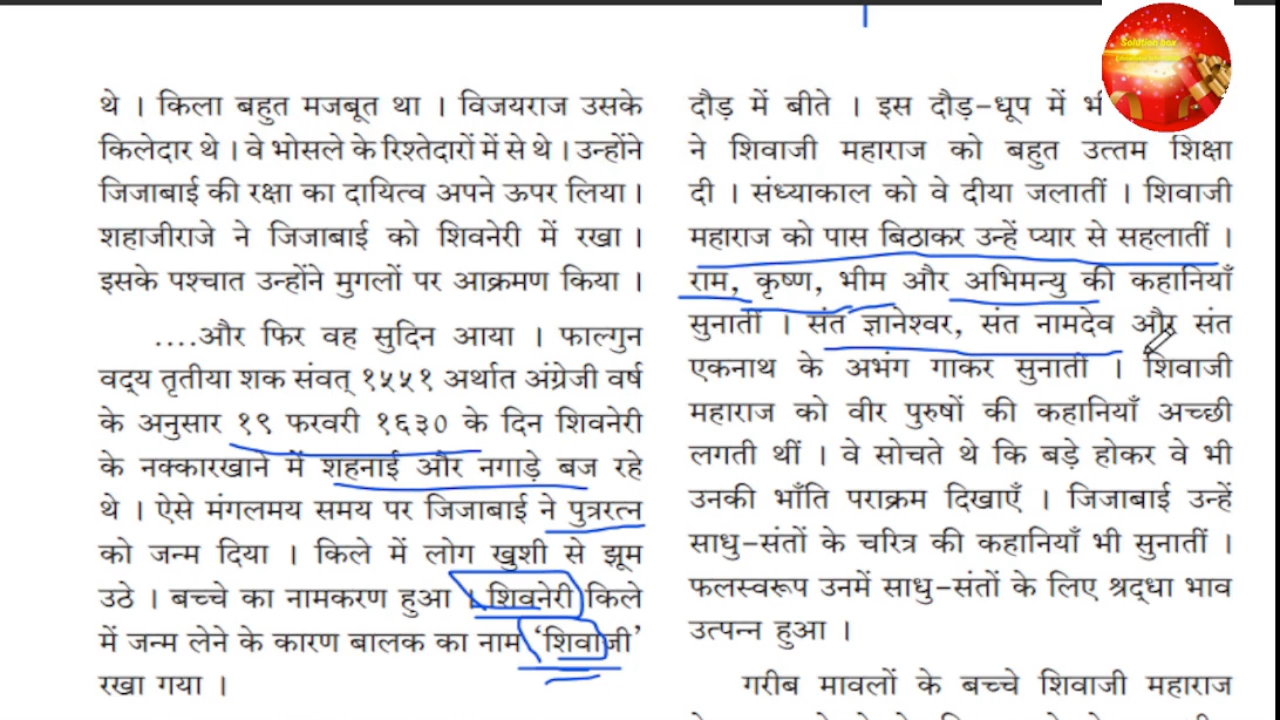 थे । किला बहुत मजबूत था । विजयराज उसके
किलेदार थे । वे भोसले के रिश्तेदारों में से थे । उन्होंने
जिजाबाई की रक्षा का दायित्व अपने ऊपर लिया ।
शहाजीराजे ने जिजाबाई को शिवनेरी में रखा ।
इसके पश्चात उन्होंने मुगलों पर आक्रमण किया ।
....और फिर वह सुदिन आया । फाल्गुन
वद्‌य तृतीया शक संवत् १५५१ अर्थात अंग्रेजी वर्ष
के अनुसार १९ फरवरी १६३० के दिन शिवनेरी
के नक्कारखाने में शहनाई और नगाड़े बज रहे
थे । ऐसे मंगलमय समय पर जिजाबाई ने पुत्ररत्न
को जन्म दिया । किले में लोग खुशी से झूम
उठे । बच्चे का नामकरण हुआ । शिवनेरी किले
में जन्म लेने के कारण बालक का नाम ‘शिवाजी’
रखा गया ।
दौड़ में बीते । इस दौड़-धूप में
ने शिवाजी महाराज को बहुत उत्तम शिक्षा
दी । संध्याकाल को वे दीया जलातीं । शिवाजी
महाराज को पास बिठाकर उन्हें प्यार से सहलातीं ।
राम, कृष्ण, भीम और अभिमन्यु की कहानियाँ
सुनातीं । संत ज्ञानेश्वर, संत नामदेव और संत
एकनाथ के अभंग गाकर सुनातीं । शिवाजी
महाराज को वीर पुरुषों की कहानियाँ अच्छी
लगती थीं । वे सोचते थे कि बड़े होकर वे भी
उनकी भाँति पराक्रम दिखाएँ । जिजाबाई उन्हें
साधु-संतों के चरित्र की कहानियाँ भी सुनातीं ।
फलस्वरूप उनमें साधु-संतों के लिए श्रद्धा भाव
उत्पन्न हुआ ।
गरीब मावलों के बच्चे शिवाजी महाराज
Solution box